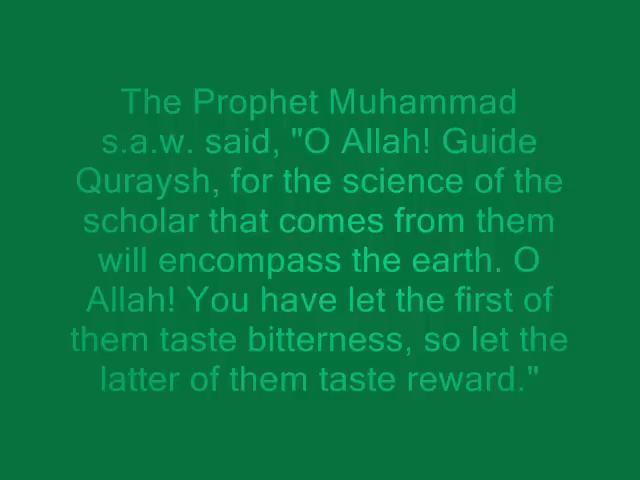 The Prophet Muhammad
s.a.w. said, "O Allah! Guide
Quraysh, for the science of the
scholar that comes from them
will encompass the earth. O
Allah! You have let the first of
them taste bitterness, so let the
latter of them taste reward."